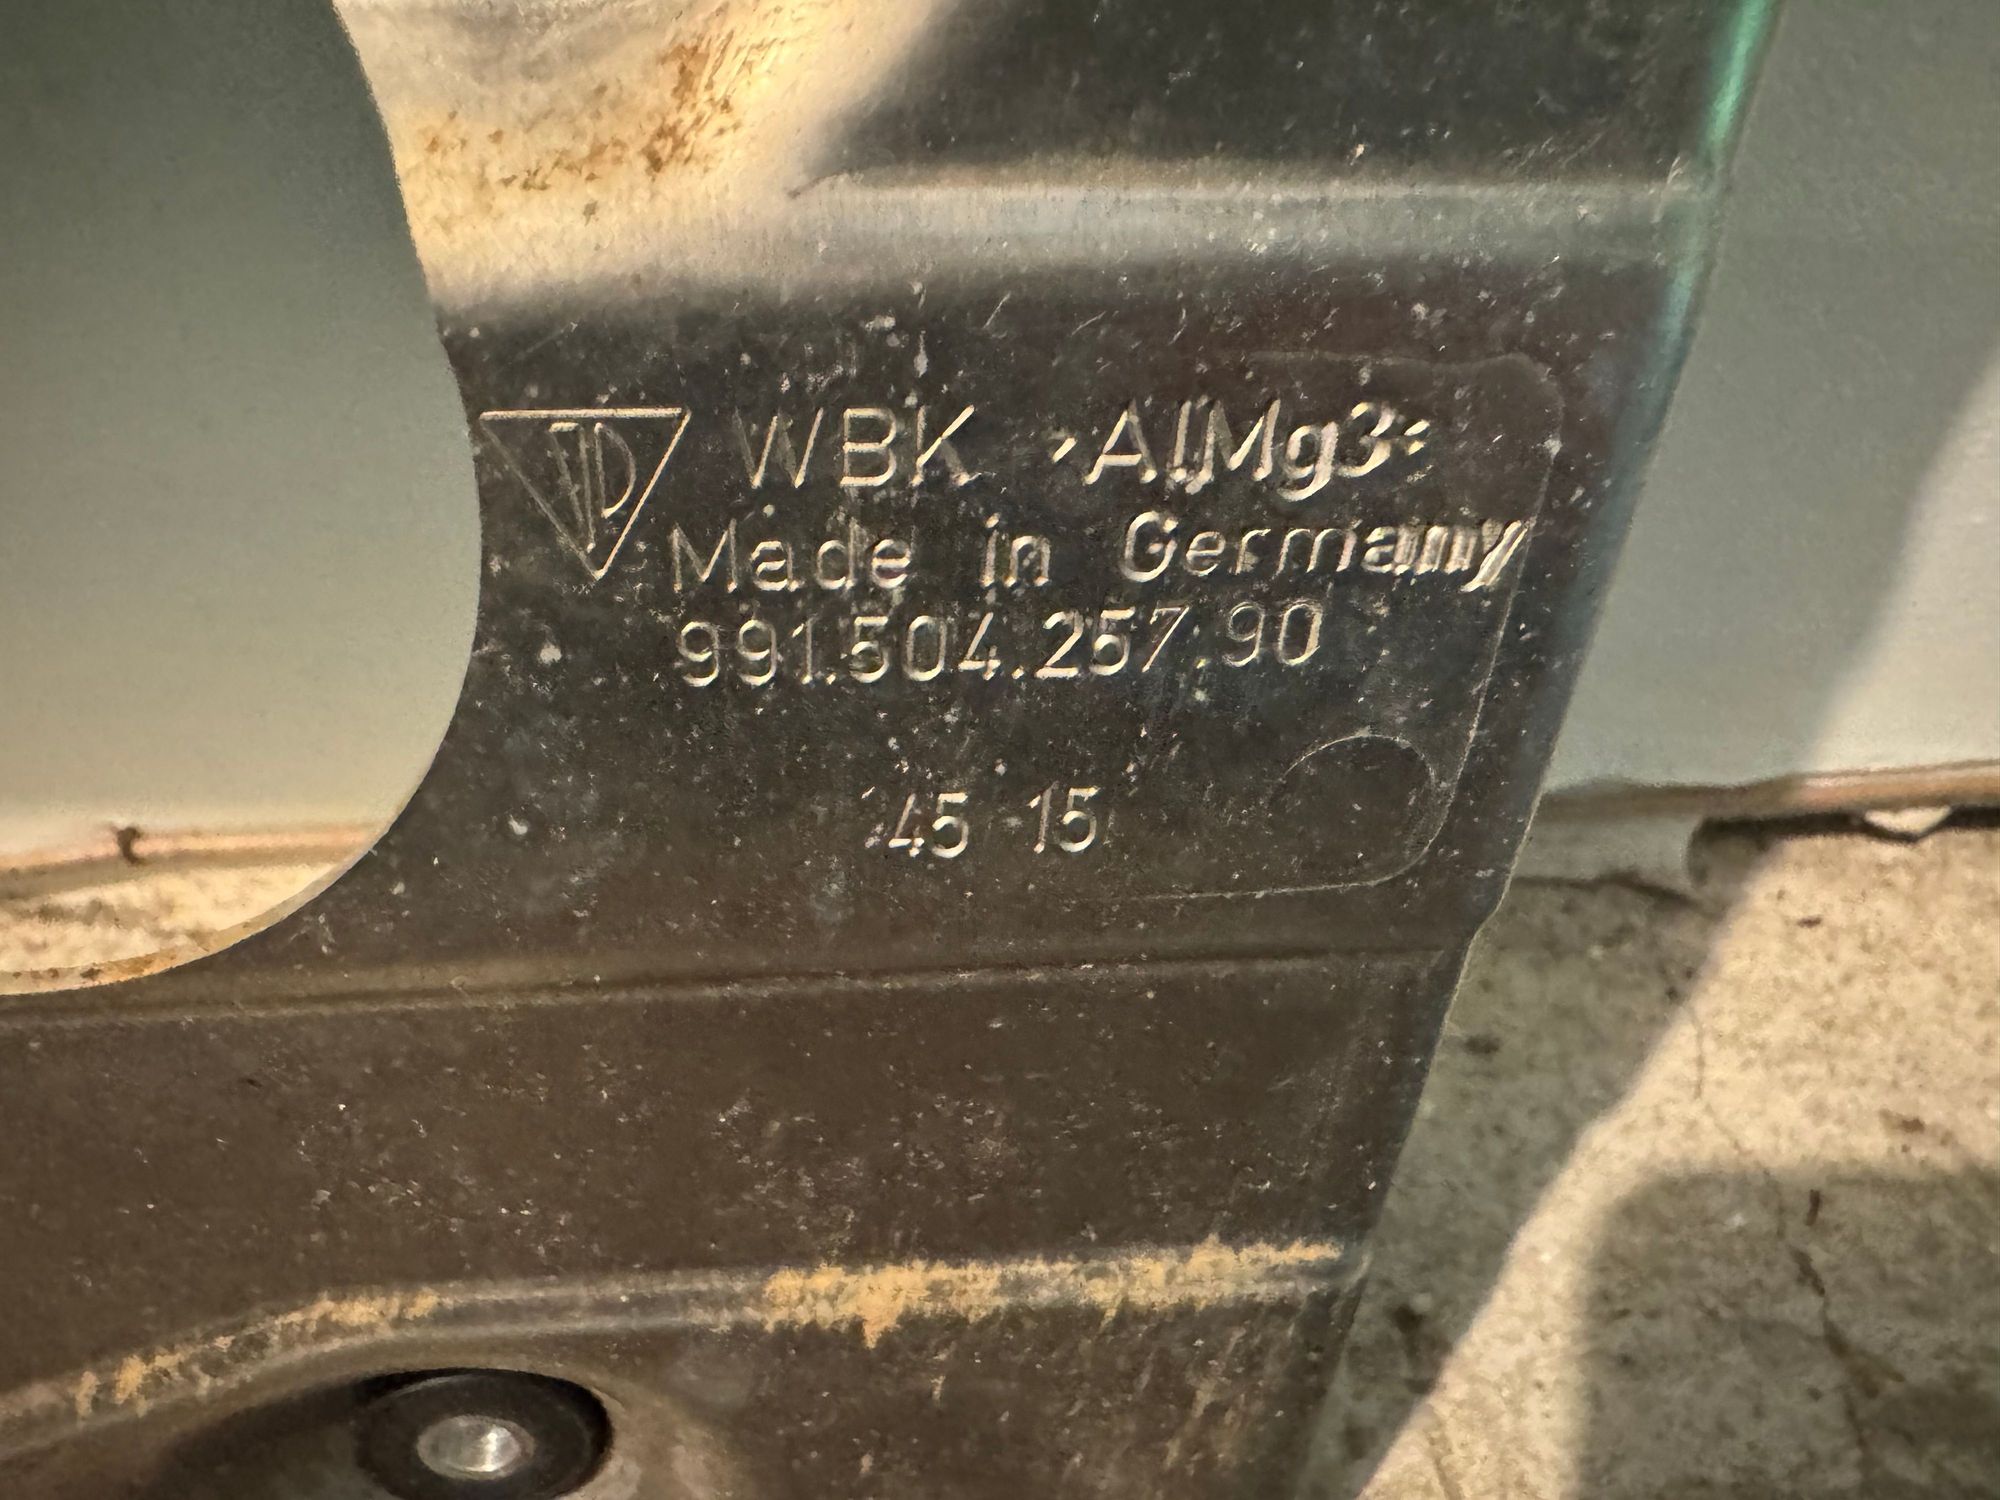 WBK >AlMg3<
Made in Germany
991.504.257.90
45 15